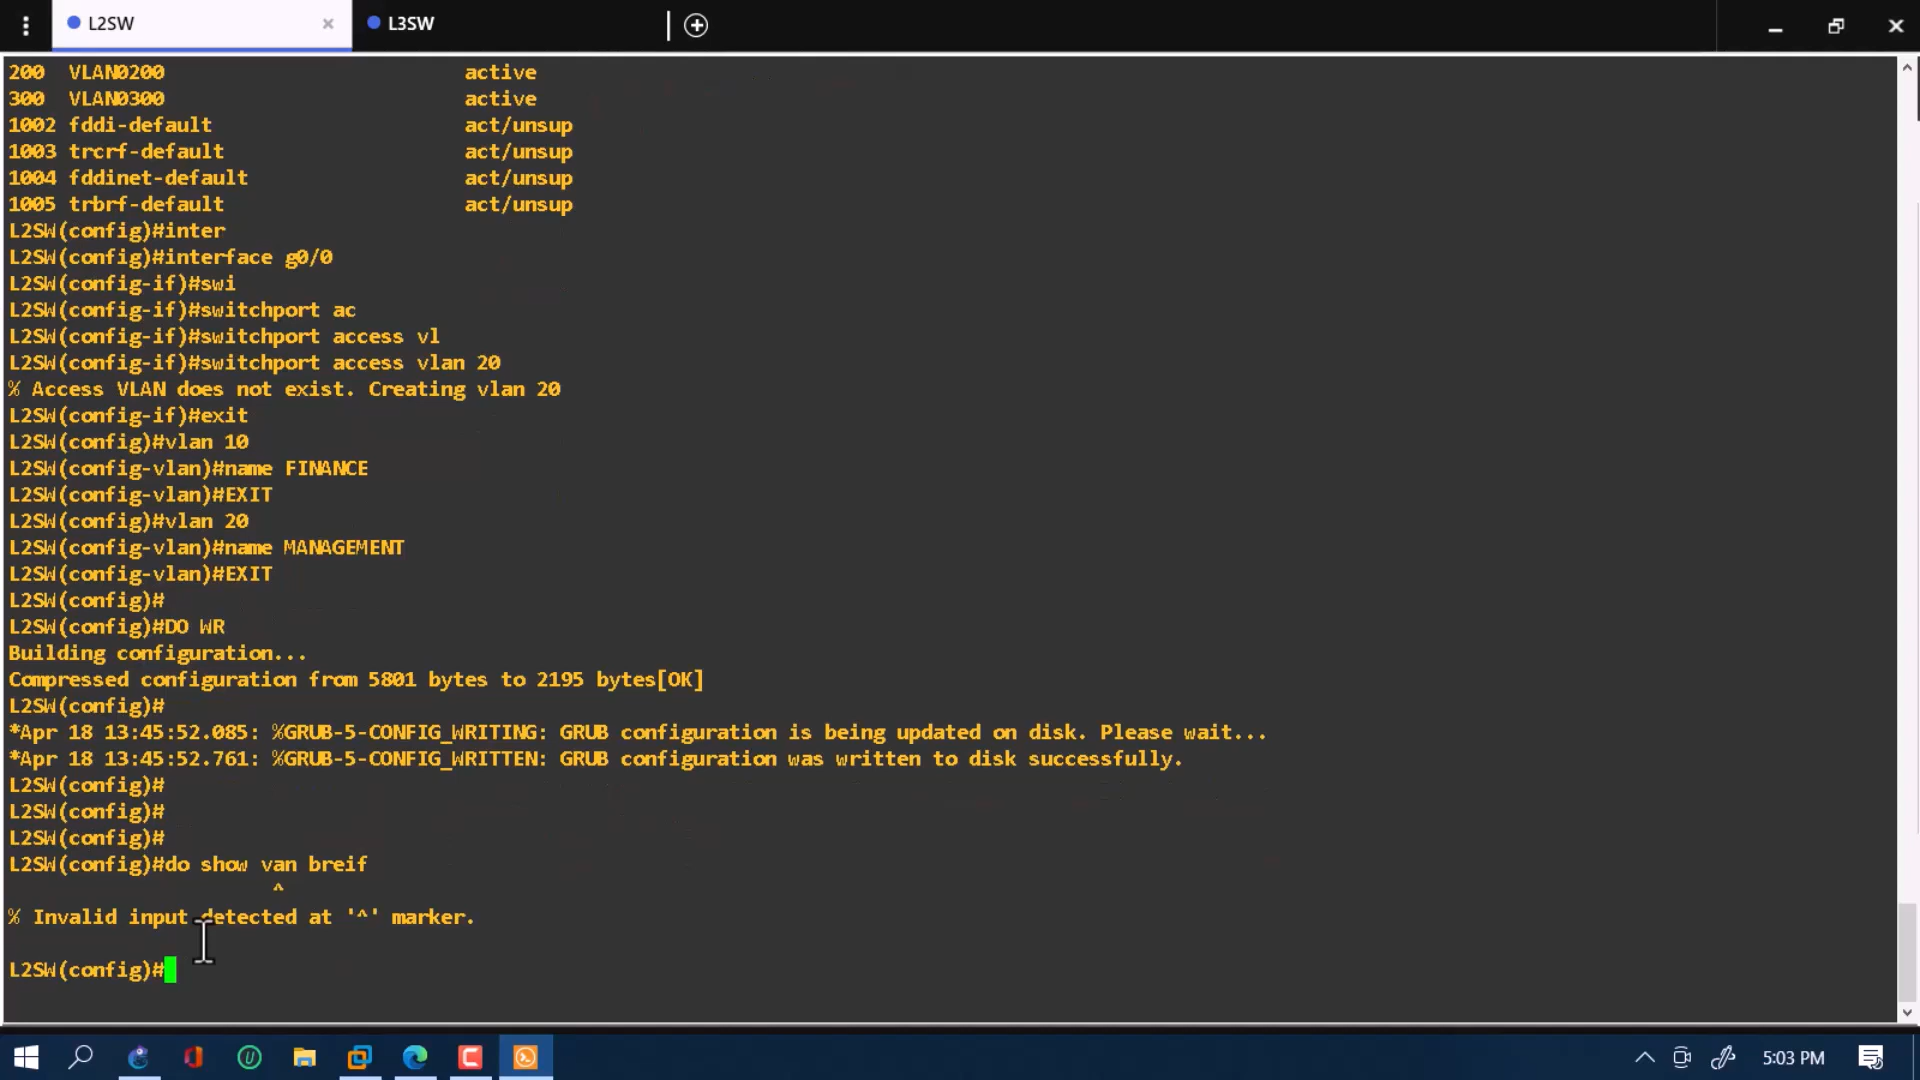 L2SW
L3SW
200 VLAN0200 active
300 VLAN0300 active
1002 fddi-default act/unsup
1003 trcrf-default act/unsup
1004 fddinet-default act/unsup
1005 trbrf-default act/unsup
L2SW(config)#inter
L2SW(config)#interface g0/0
L2SW(config-if)#swi
L2SW(config-if)#switchport ac
L2SW(config-if)#switchport access vl
L2SW(config-if)#switchport access vlan 20
% Access VLAN does not exist. Creating vlan 20
L2SW(config-if)#exit
L2SW(config)#vlan 10
L2SW(config-vlan)#name FINANCE
L2SW(config-vlan)#EXIT
L2SW(config)#vlan 20
L2SW(config-vlan)#name MANAGEMENT
L2SW(config-vlan)#EXIT
L2SW(config)#
L2SW(config)#DO WR
Building configuration...
Compressed configuration from 5801 bytes to 2195 bytes[OK]
L2SW(config)#
*Apr 18 13:45:52.085: %GRUB-5-CONFIG_WRITING: GRUB configuration is being updated on disk. Please wait...
*Apr 18 13:45:52.761: %GRUB-5-CONFIG_WRITTEN: GRUB configuration was written to disk successfully.
L2SW(config)#
L2SW(config)#
L2SW(config)#
L2SW(config)#do show van breif
^
% Invalid input detected at '^' marker.
L2SW(config)#
5:03 PM